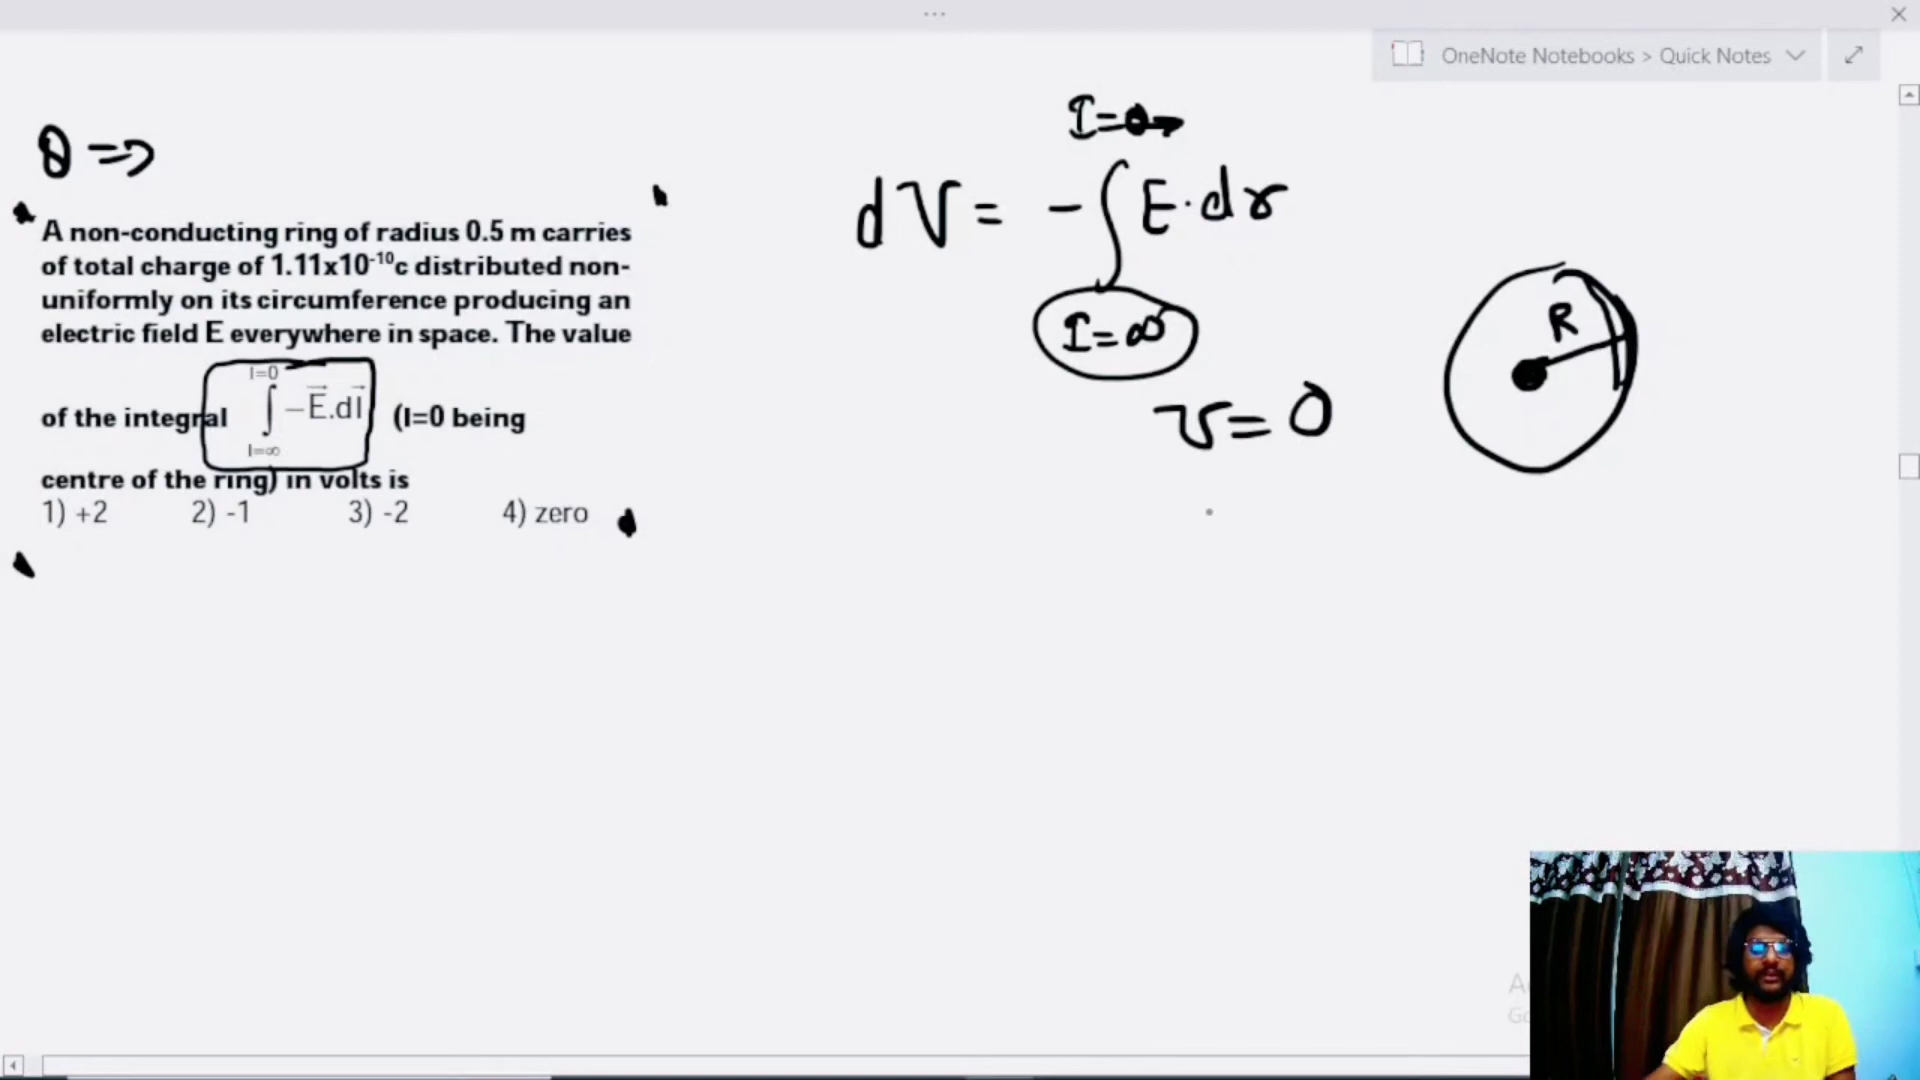 OneNote Notebooks > Quick Notes
Q ⇒
A non-conducting ring of radius 0.5 m carries
of total charge of 1.11x10⁻¹⁰c distributed non-
uniformly on its circumference producing an
electric field E everywhere in space. The value
l=0
of the integral ∫ −E⃗.dl⃗ (l=0 being
l=∞
centre of the ring) in volts is
1) +2 2) -1 3) -2 4) zero
I=0
dV = - ∫ E.dr
I=∞
V=0
R